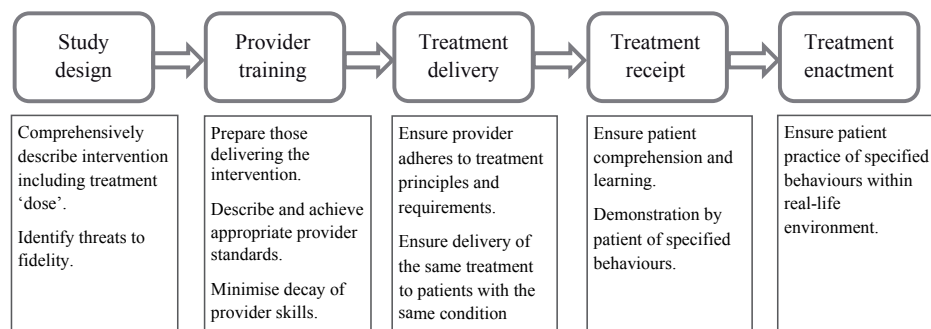 Study
design
Provider
training
Treatment
delivery
Treatment
receipt
Treatment
enactment
Comprehensively
describe intervention
including treatment
‘dose’.
Identify threats to
fidelity.
Prepare those
delivering the
intervention.
Describe and achieve
appropriate provider
standards.
Minimise decay of
provider skills.
Ensure provider
adheres to treatment
principles and
requirements.
Ensure delivery of
the same treatment
to patients with the
same condition
Ensure patient
comprehension and
learning.
Demonstration by
patient of specified
behaviours.
Ensure patient
practice of specified
behaviours within
real-life
environment.